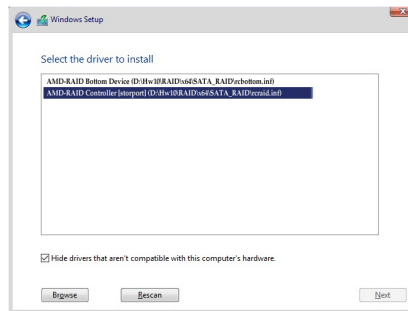 Windows Setup
Select the driver to install
AMD-RAID Bottom Device (D:\Hw10\RAID\x64\SATA_RAID\rcbottom.inf)
AMD-RAID Controller [storport] (D:\Hw10\RAID\x64\SATA_RAID\rcraid.inf)
Hide drivers that aren't compatible with this computer's hardware.
Browse
Rescan
Next